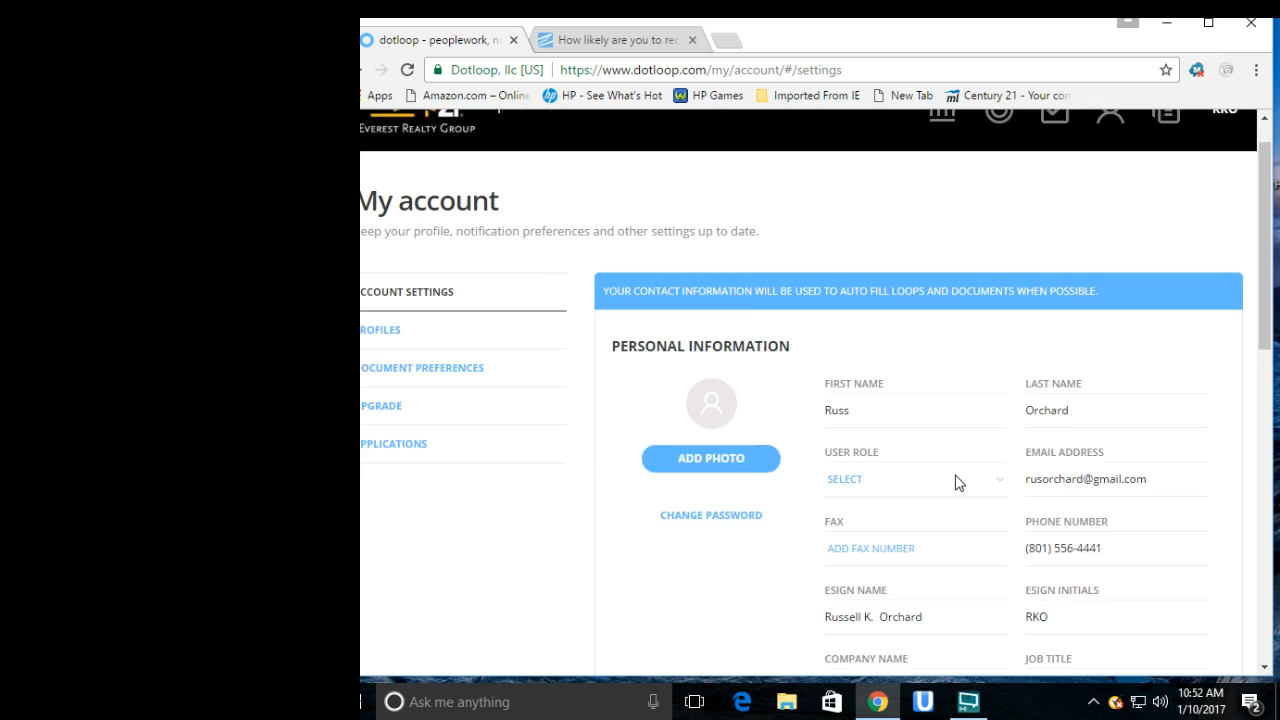 dotloop - peoplework, n
How likely are you to rec
Dotloop, llc [US] https://www.dotloop.com/my/account/#/settings
Apps Amazon.com – Online HP - See What's Hot HP Games Imported From IE New Tab Century 21 - Your con
EVEREST REALTY GROUP
RKO
My account
eep your profile, notification preferences and other settings up to date.
CCOUNT SETTINGS
ROFILES
OCUMENT PREFERENCES
PGRADE
PPLICATIONS
YOUR CONTACT INFORMATION WILL BE USED TO AUTO FILL LOOPS AND DOCUMENTS WHEN POSSIBLE.
PERSONAL INFORMATION
ADD PHOTO
CHANGE PASSWORD
FIRST NAME LAST NAME
Russ Orchard
USER ROLE EMAIL ADDRESS
SELECT rusorchard@gmail.com
FAX PHONE NUMBER
ADD FAX NUMBER (801) 556-4441
ESIGN NAME ESIGN INITIALS
Russell K. Orchard RKO
COMPANY NAME JOB TITLE
Ask me anything
10:52 AM
1/10/2017
2